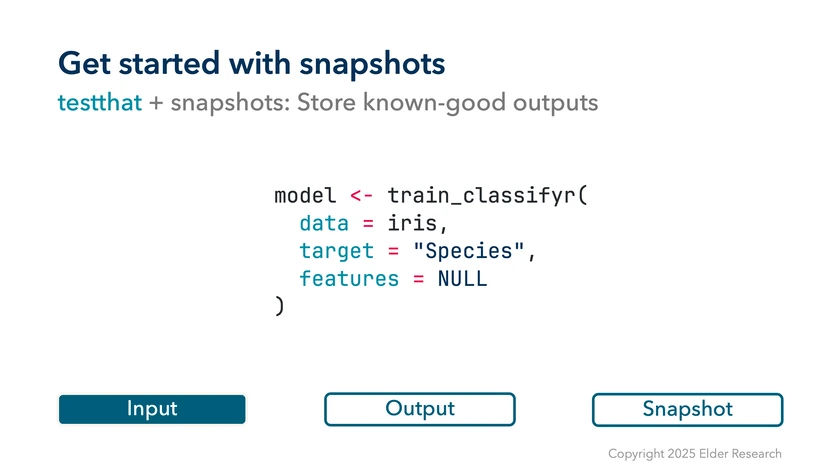 Get started with snapshots
testthat + snapshots: Store known-good outputs
model <- train_classifyr(
  data = iris,
  target = "Species",
  features = NULL
)
Input
Output
Snapshot
Copyright 2025 Elder Research